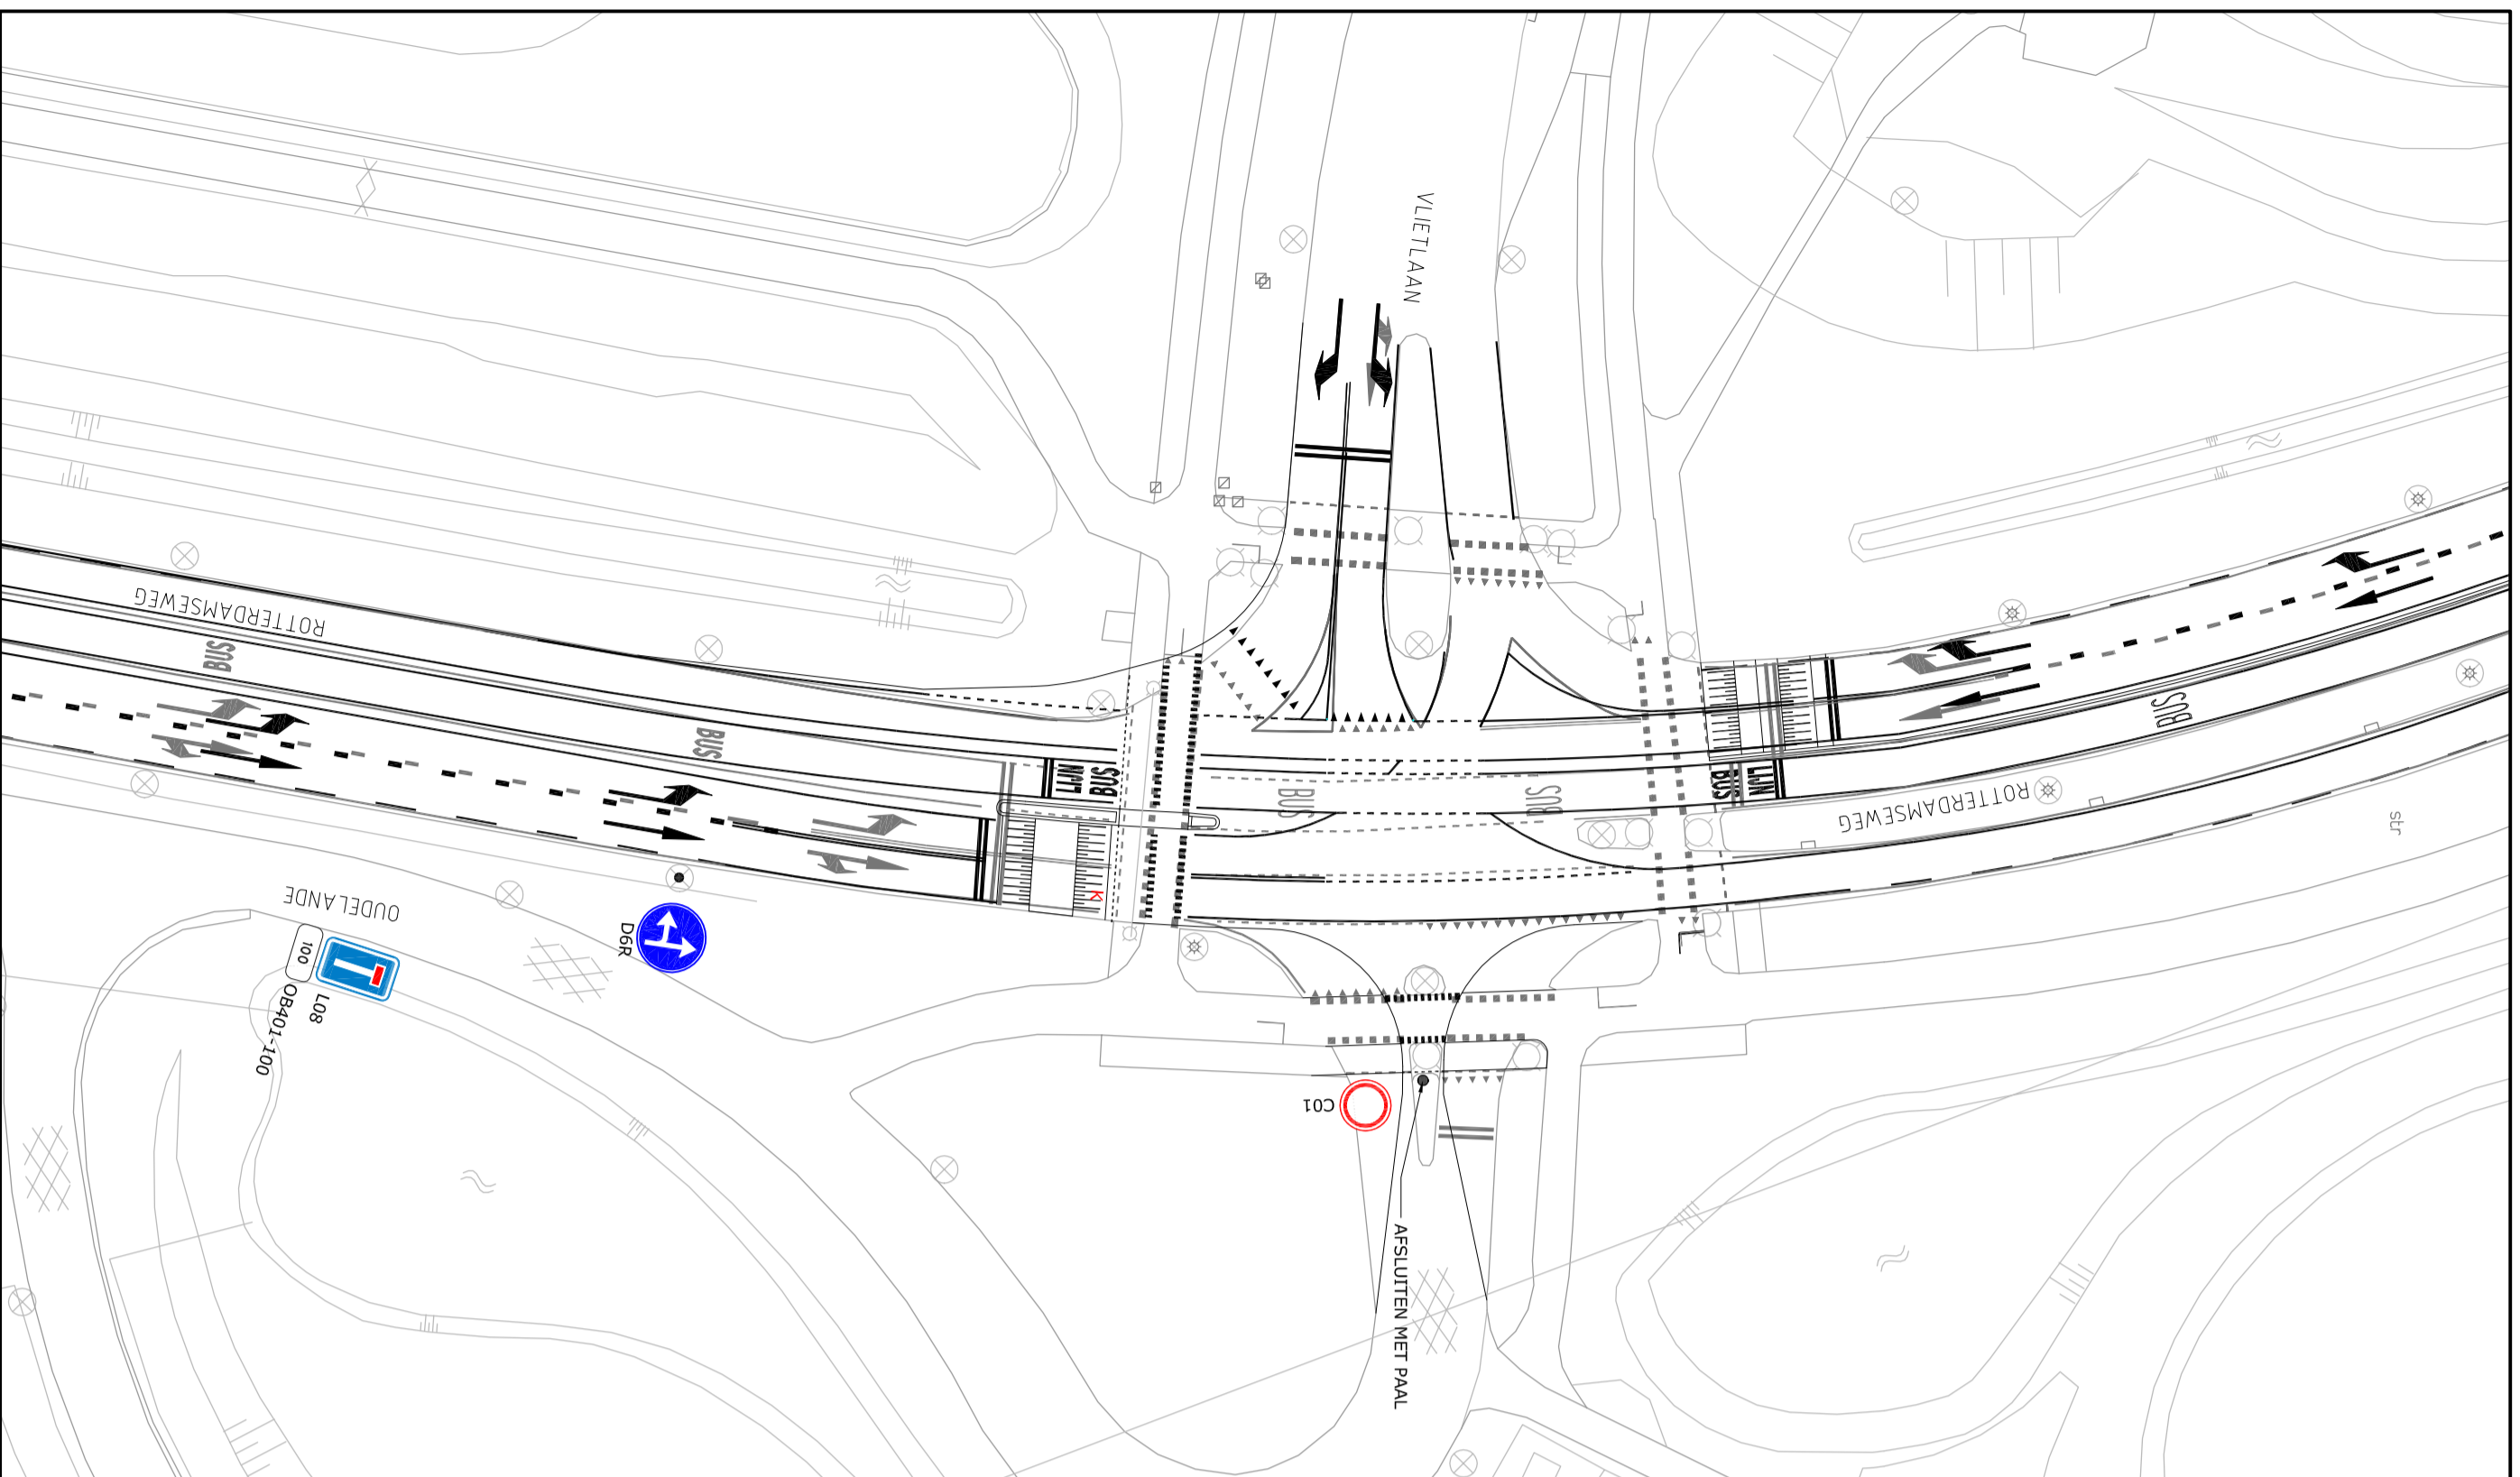 VLIETLAAN
ROTTERDAMSEWEG
BUS
BUS
LIJN
BUS
BUS
BUS
BUS
LIJN
BUS
ROTTERDAMSEWEG
str
K
OUDELANDE
D6R
100
L08
OB401-100
C01
AFSLUITEN MET PAAL